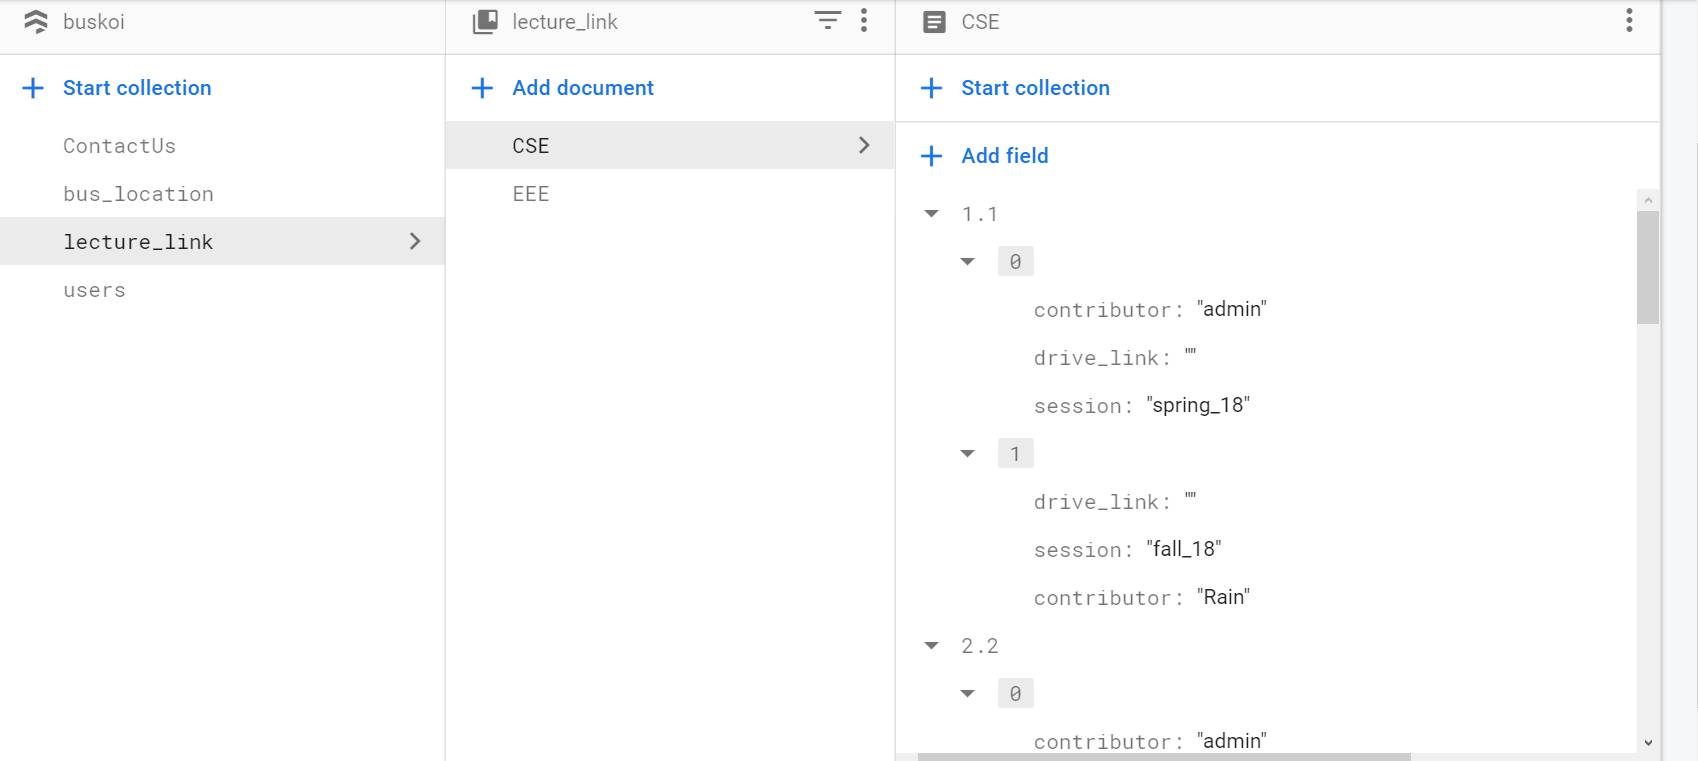 buskoi
Start collection
ContactUs
bus_location
lecture_link
users
lecture_link
Add document
CSE
EEE
CSE
Start collection
Add field
1.1
0
contributor: "admin"
drive_link: ""
session: "spring_18"
1
drive_link: ""
session: "fall_18"
contributor: "Rain"
2.2
0
contributor: "admin"